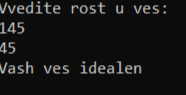 Vvedite rost u ves:
145
45
Vash ves idealen